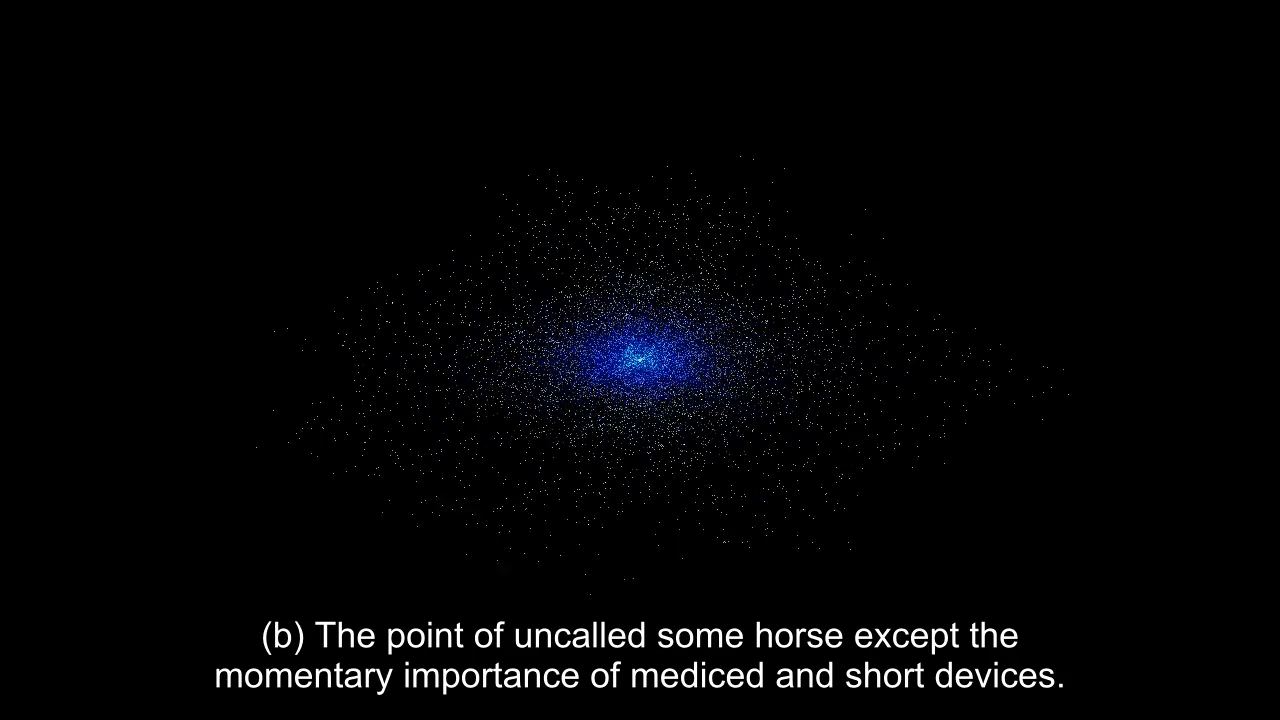 (b) The point of uncalled some horse except the
momentary importance of mediced and short devices.